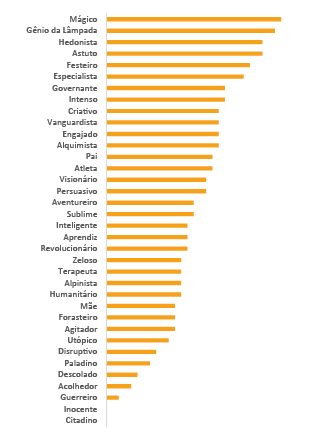 Mágico
Gênio da Lâmpada
Hedonista
Astuto
Festeiro
Especialista
Governante
Intenso
Criativo
Vanguardista
Engajado
Alquimista
Pai
Atleta
Visionário
Persuasivo
Aventureiro
Sublime
Inteligente
Aprendiz
Revolucionário
Zeloso
Terapeuta
Alpinista
Humanitário
Mãe
Forasteiro
Agitador
Utópico
Disruptivo
Paladino
Descolado
Acolhedor
Guerreiro
Inocente
Citadino